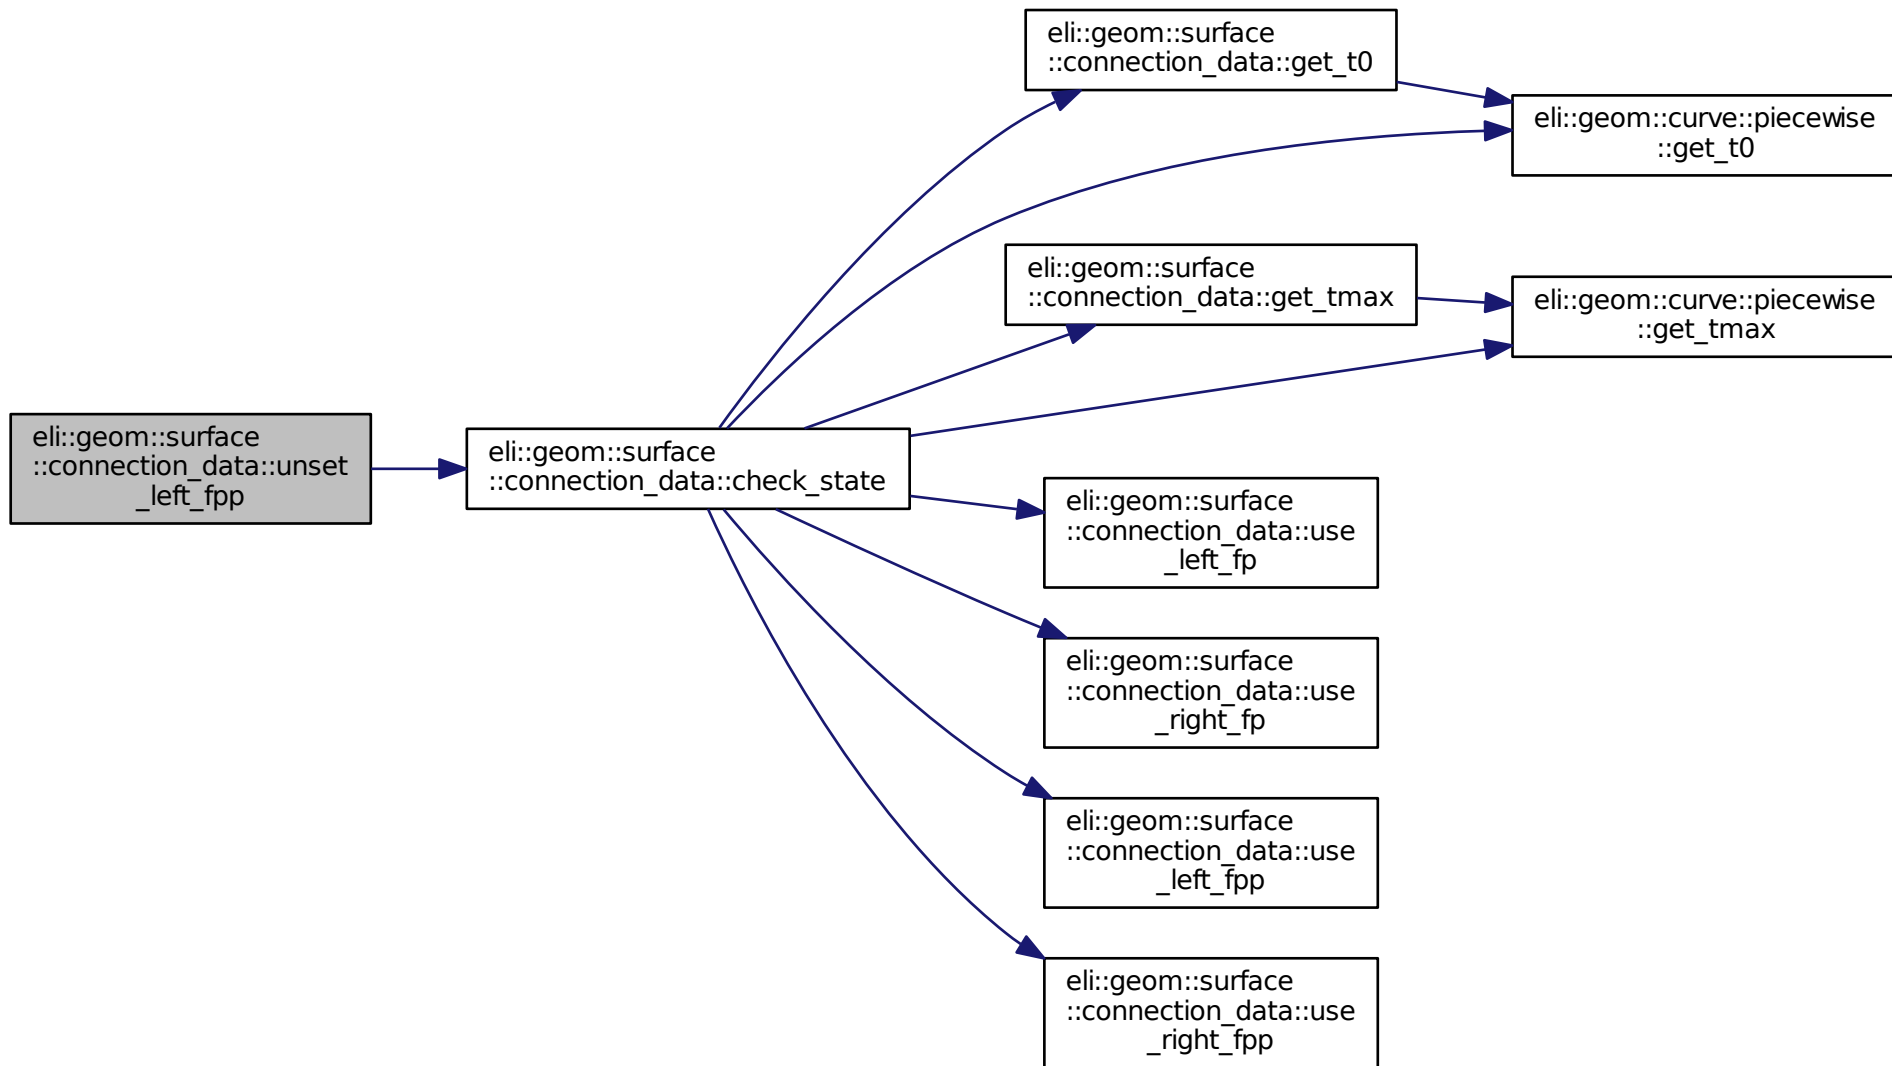 eli::geom::surface
::connection_data::unset
_left_fpp
eli::geom::surface
::connection_data::check_state
eli::geom::surface
::connection_data::get_t0
eli::geom::curve::piecewise
::get_t0
eli::geom::surface
::connection_data::get_tmax
eli::geom::curve::piecewise
::get_tmax
eli::geom::surface
::connection_data::use
_left_fp
eli::geom::surface
::connection_data::use
_right_fp
eli::geom::surface
::connection_data::use
_left_fpp
eli::geom::surface
::connection_data::use
_right_fpp